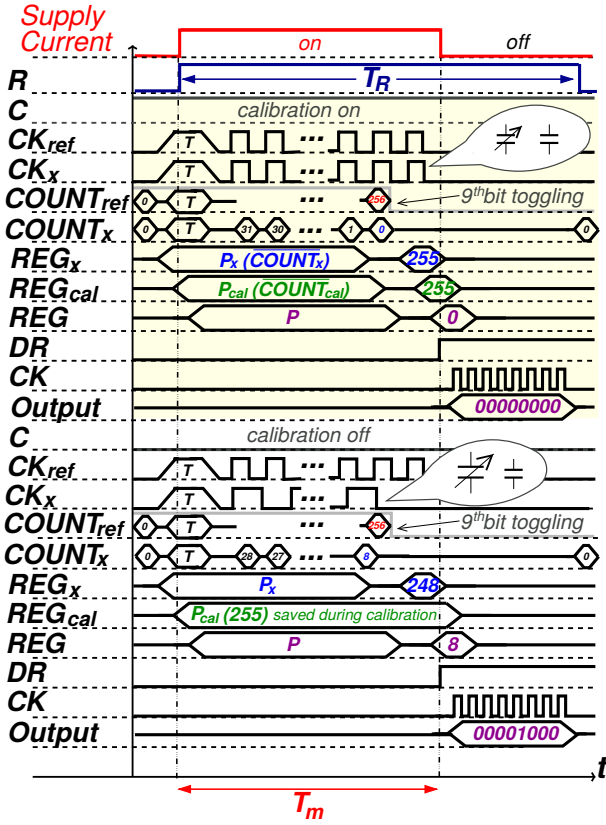 Supply
Current on off
R T_R
C calibration on
CK_ref T ...
CK_x T ...
COUNT_ref 0 T ... 256 9th bit toggling
COUNT_x 0 T 31 30 ... 1 0 0
REG_x P_x (COUNT_x) 255
REG_cal P_cal (COUNT_cal) 255
REG P 0
DR
CK
Output 00000000
C calibration off
CK_ref T ...
CK_x T ...
COUNT_ref 0 T ... 256 9th bit toggling
COUNT_x 0 T 28 27 ... 8 0
REG_x P_x 248
REG_cal P_cal (255) saved during calibration
REG P 8
DR
CK
Output 00001000
t
T_m